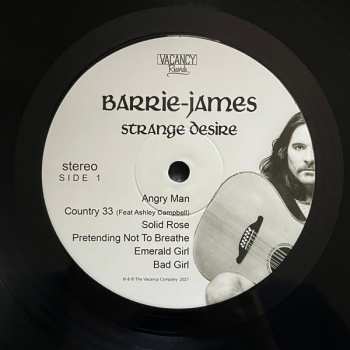 VACANCY
Records
BARRIE-JAMES
STRANGE DESIRE
stereo
SIDE 1
Angry Man
Country 33 (Feat Ashley Campbell)
Solid Rose
Pretending Not To Breathe
Emerald Girl
Bad Girl
℗ & © The Vacancy Company 2021